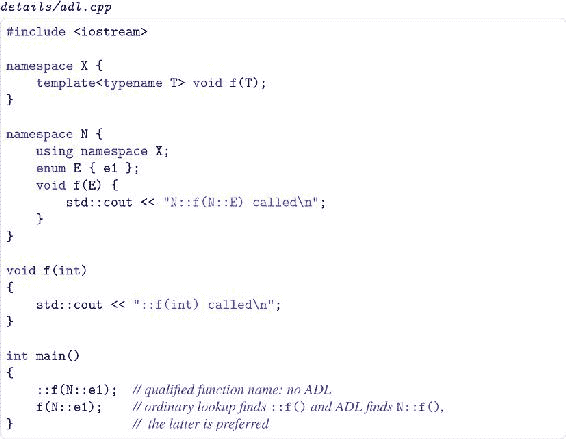 details/adl.cpp
#include <iostream>
namespace X {
    template<typename T> void f(T);
}
namespace N {
    using namespace X;
    enum E { e1 };
    void f(E) {
        std::cout << "N::f(N::E) called\n";
    }
}
void f(int)
{
    std::cout << "::f(int) called\n";
}
int main()
{
    ::f(N::e1);  // qualified function name: no ADL
    f(N::e1);    // ordinary lookup finds ::f() and ADL finds N::f(),
}                //  the latter is preferred